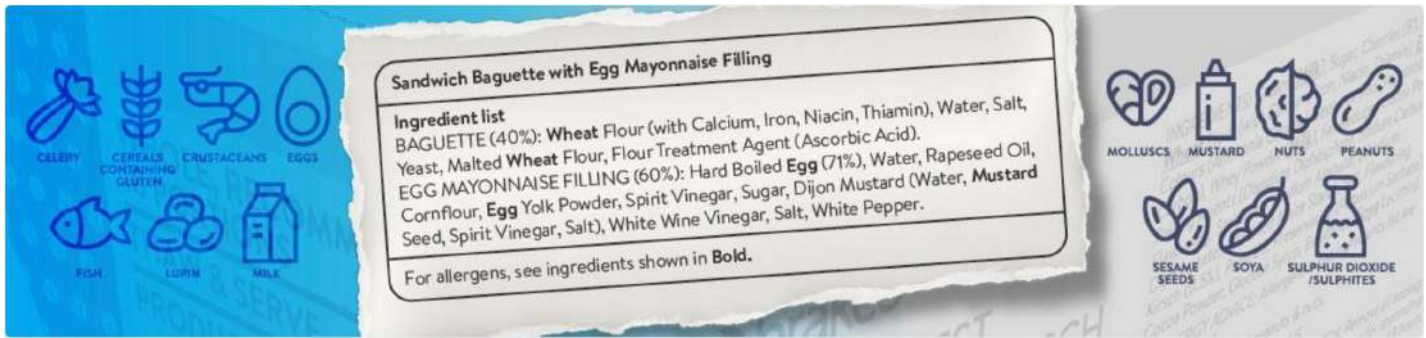 CELERY
CEREALS
CONTAINING
GLUTEN
CRUSTACEANS
EGGS
FISH
LUPIN
MILK
Sandwich Baguette with Egg Mayonnaise Filling
Ingredient list
BAGUETTE (40%): Wheat Flour (with Calcium, Iron, Niacin, Thiamin), Water, Salt,
Yeast, Malted Wheat Flour, Flour Treatment Agent (Ascorbic Acid).
EGG MAYONNAISE FILLING (60%): Hard Boiled Egg (71%), Water, Rapeseed Oil,
Cornflour, Egg Yolk Powder, Spirit Vinegar, Sugar, Dijon Mustard (Water, Mustard
Seed, Spirit Vinegar, Salt), White Wine Vinegar, Salt, White Pepper.
For allergens, see ingredients shown in Bold.
MOLLUSCS
MUSTARD
NUTS
PEANUTS
SESAME
SEEDS
SOYA
SULPHUR DIOXIDE
/SULPHITES